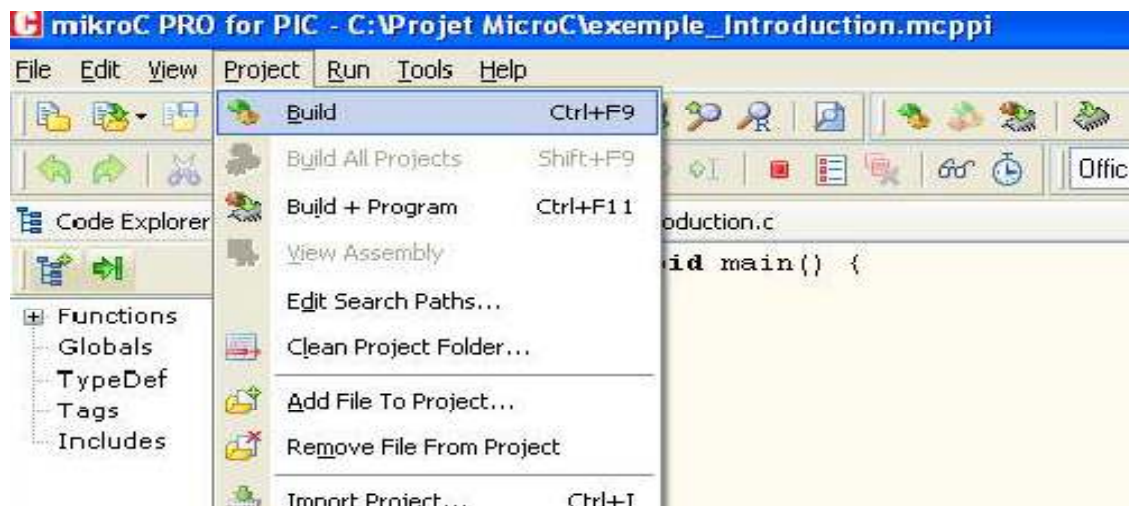 mikroC PRO for PIC - C:\Projet MicroC\exemple_Introduction.mcppi
File Edit View Project Run Tools Help
Build Ctrl+F9
Build All Projects Shift+F9
Offic
Build + Program Ctrl+F11
Code Explorer
oduction.c
View Assembly
id main() {
Edit Search Paths...
Functions
Globals
Clean Project Folder...
TypeDef
Add File To Project...
Tags
Includes
Remove File From Project
Import Project... Ctrl+I